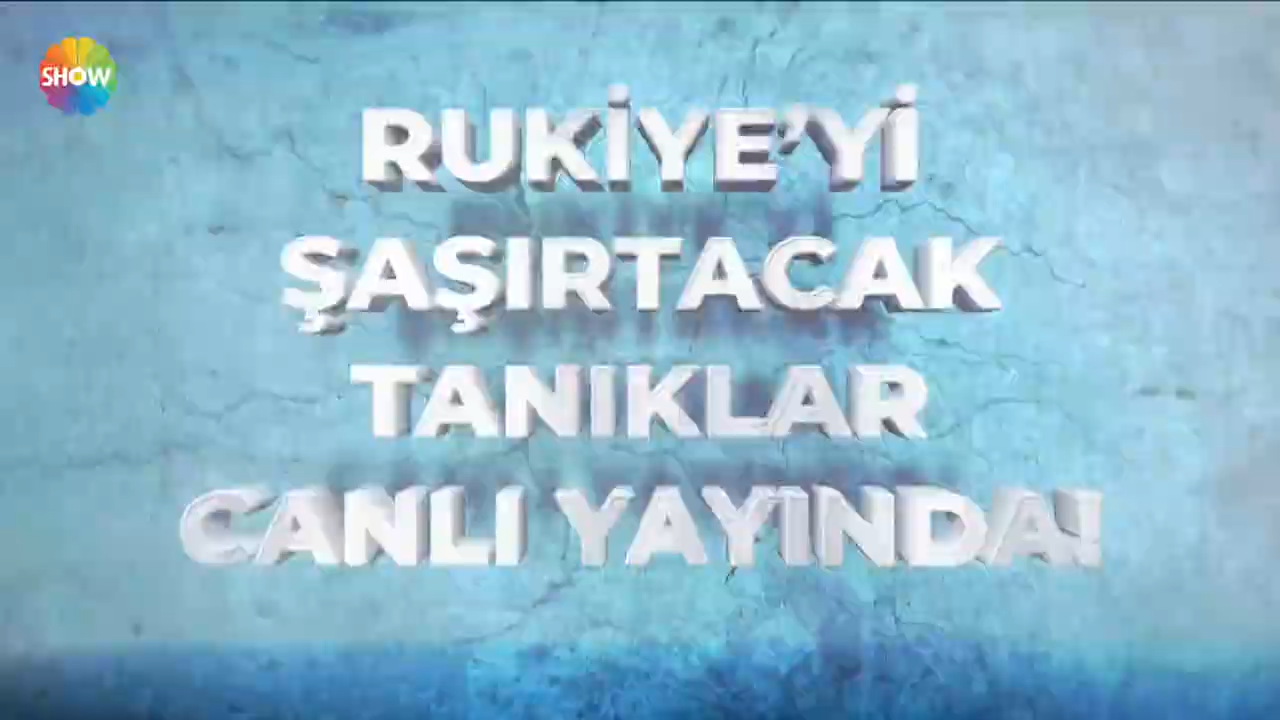 SHOW
RUKİYE'Yİ
ŞAŞIRTACAK
TANIKLAR
CANLI YAYINDA!